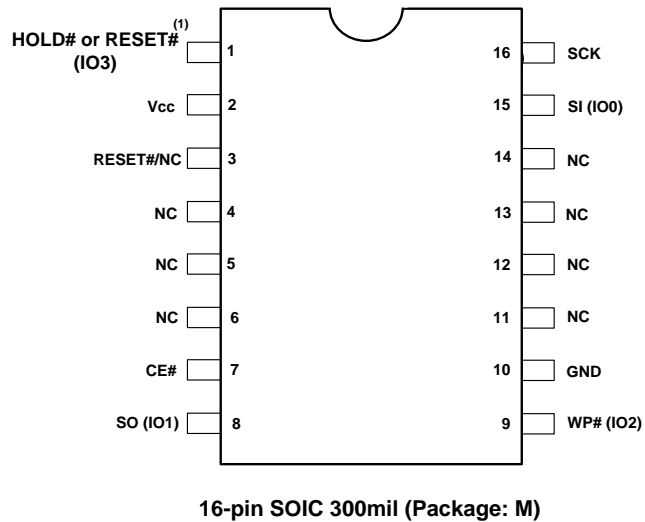 HOLD# or RESET# (1)
(IO3)
1
16
SCK
Vcc
2
15
SI (IO0)
RESET#/NC
3
14
NC
NC
4
13
NC
NC
5
12
NC
NC
6
11
NC
CE#
7
10
GND
SO (IO1)
8
9
WP# (IO2)
16-pin SOIC 300mil (Package: M)